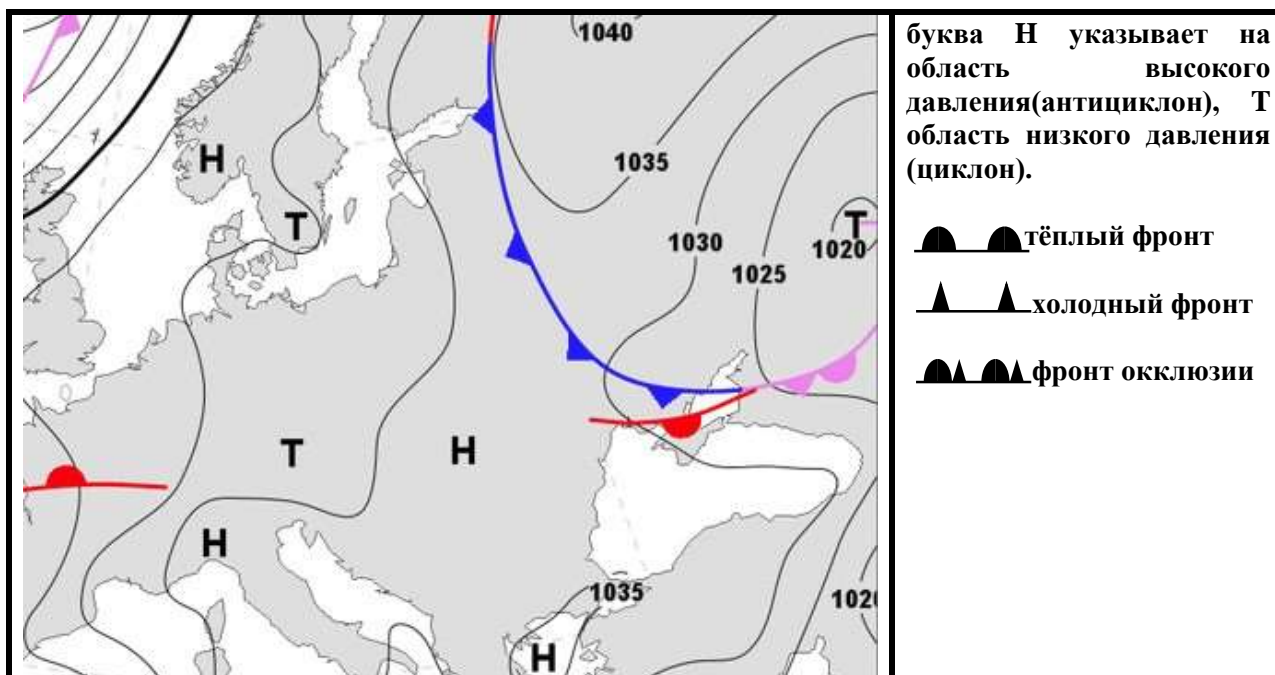 1040
H
1035
T
1030
T
1020
1025
T
H
H
1035
1020
H
буква Н указывает на
область высокого
давления(антициклон), Т
область низкого давления
(циклон).
тёплый фронт
холодный фронт
фронт окклюзии